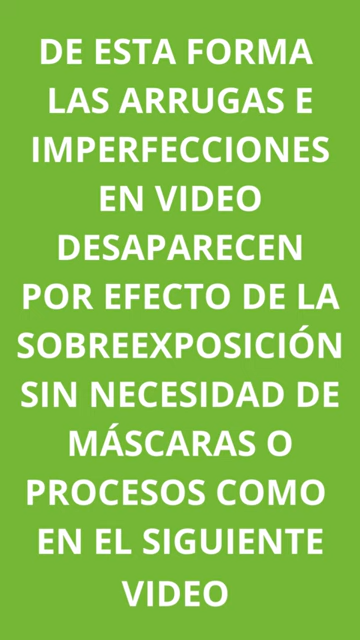 DE ESTA FORMA
LAS ARRUGAS E
IMPERFECCIONES
EN VIDEO
DESAPARECEN
POR EFECTO DE LA
SOBREEXPOSICIÓN
SIN NECESIDAD DE
MÁSCARAS O
PROCESOS COMO
EN EL SIGUIENTE
VIDEO